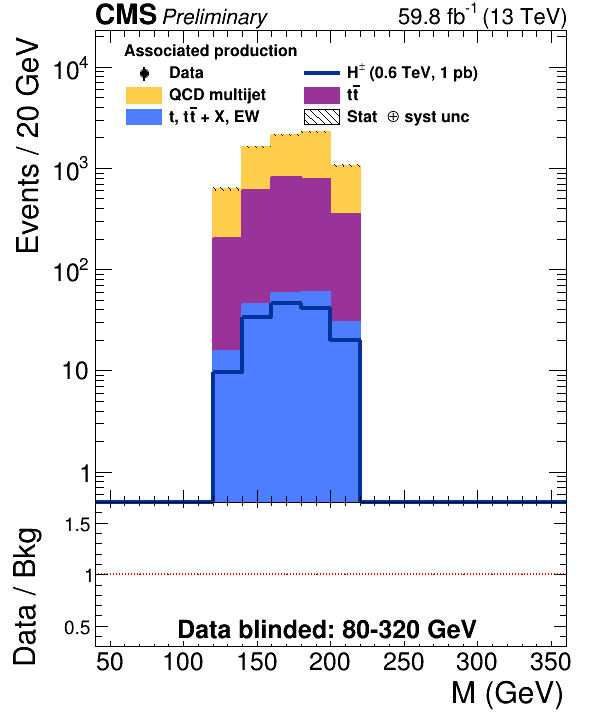 CMS Preliminary 59.8 fb⁻¹ (13 TeV)
Associated production
Data
H± (0.6 TeV, 1 pb)
QCD multijet
tt̅
t, tt̅ + X, EW
Stat ⊕ syst unc
Events / 20 GeV
10⁴
10³
10²
10
1
Data / Bkg
1.5
1
0.5
Data blinded: 80-320 GeV
50 100 150 200 250 300 350
M (GeV)